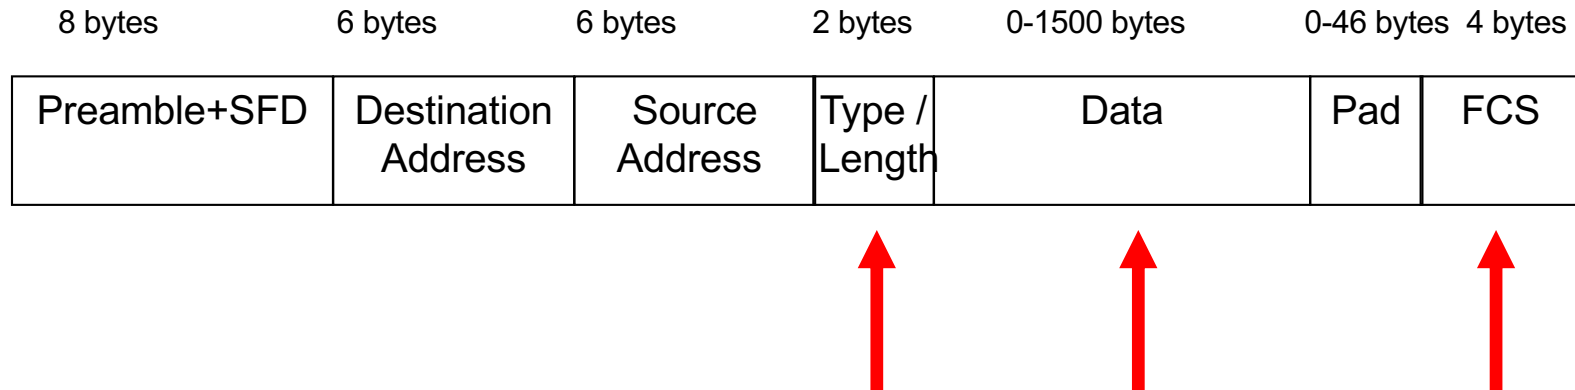 8 bytes 6 bytes 6 bytes 2 bytes 0-1500 bytes 0-46 bytes 4 bytes
Preamble+SFD Destination Source Type / Data Pad FCS
Address Address Length